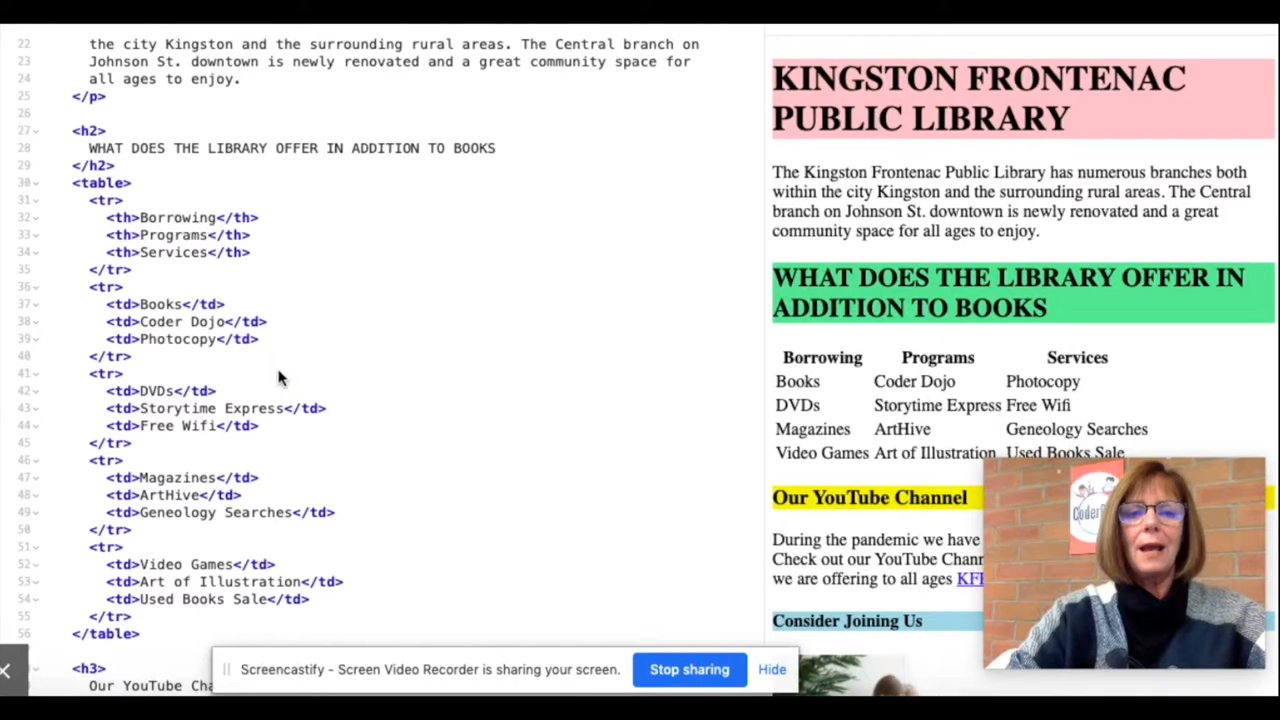 22 the city Kingston and the surrounding rural areas. The Central branch on
23 Johnson St. downtown is newly renovated and a great community space for
24 all ages to enjoy.
25 </p>
26
27 <h2>
28 WHAT DOES THE LIBRARY OFFER IN ADDITION TO BOOKS
29 </h2>
30 <table>
31 <tr>
32 <th>Borrowing</th>
33 <th>Programs</th>
34 <th>Services</th>
35 </tr>
36 <tr>
37 <td>Books</td>
38 <td>Coder Dojo</td>
39 <td>Photocopy</td>
40 </tr>
41 <tr>
42 <td>DVDs</td>
43 <td>Storytime Express</td>
44 <td>Free Wifi</td>
45 </tr>
46 <tr>
47 <td>Magazines</td>
48 <td>ArtHive</td>
49 <td>Geneology Searches</td>
50 </tr>
51 <tr>
52 <td>Video Games</td>
53 <td>Art of Illustration</td>
54 <td>Used Books Sale</td>
55 </tr>
56 </table>
<h3>
Our YouTube Cha
KINGSTON FRONTENAC
PUBLIC LIBRARY
The Kingston Frontenac Public Library has numerous branches both
within the city Kingston and the surrounding rural areas. The Central
branch on Johnson St. downtown is newly renovated and a great
community space for all ages to enjoy.
WHAT DOES THE LIBRARY OFFER IN
ADDITION TO BOOKS
Borrowing Programs Services
Books Coder Dojo Photocopy
DVDs Storytime Express Free Wifi
Magazines ArtHive Geneology Searches
Video Games Art of Illustration Used Books Sale
Our YouTube Channel
During the pandemic we have
Check out our YouTube Chann
we are offering to all ages KFP
Consider Joining Us
Screencastify - Screen Video Recorder is sharing your screen. Stop sharing Hide